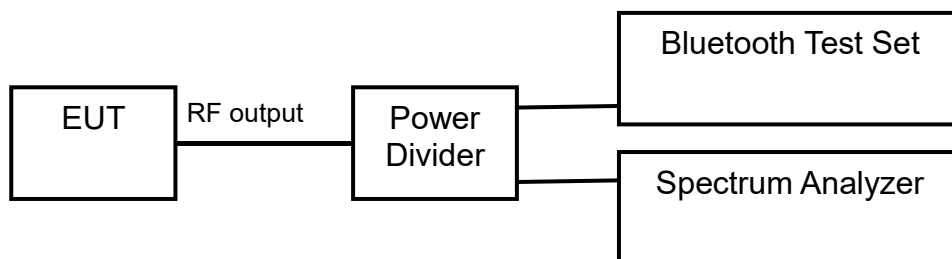 EUT
RF output
Power
Divider
Bluetooth Test Set
Spectrum Analyzer